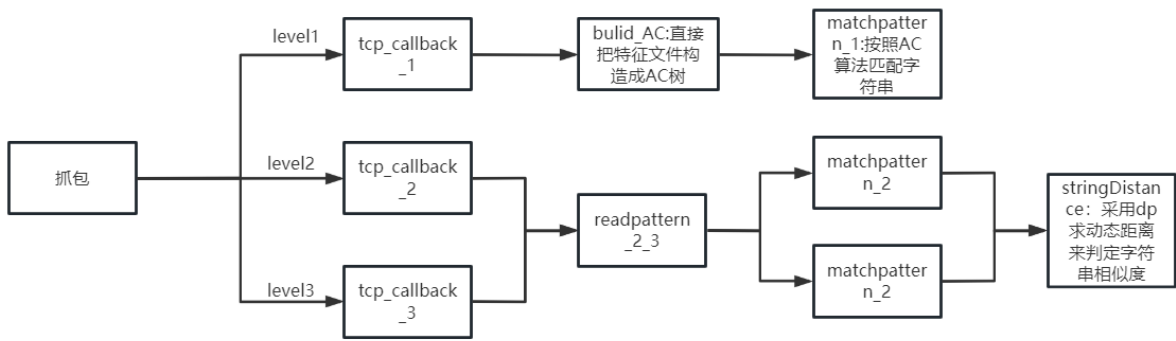 level1
tcp_callback
_1
bulid_AC:直接
把特征文件构
造成AC树
matchpatter
n_1:按照AC
算法匹配字
符串
抓包
level2
tcp_callback
_2
readpattern
_2_3
matchpatter
n_2
matchpatter
n_2
stringDistan
ce：采用dp
求动态距离
来判定字符
串相似度
level3
tcp_callback
_3